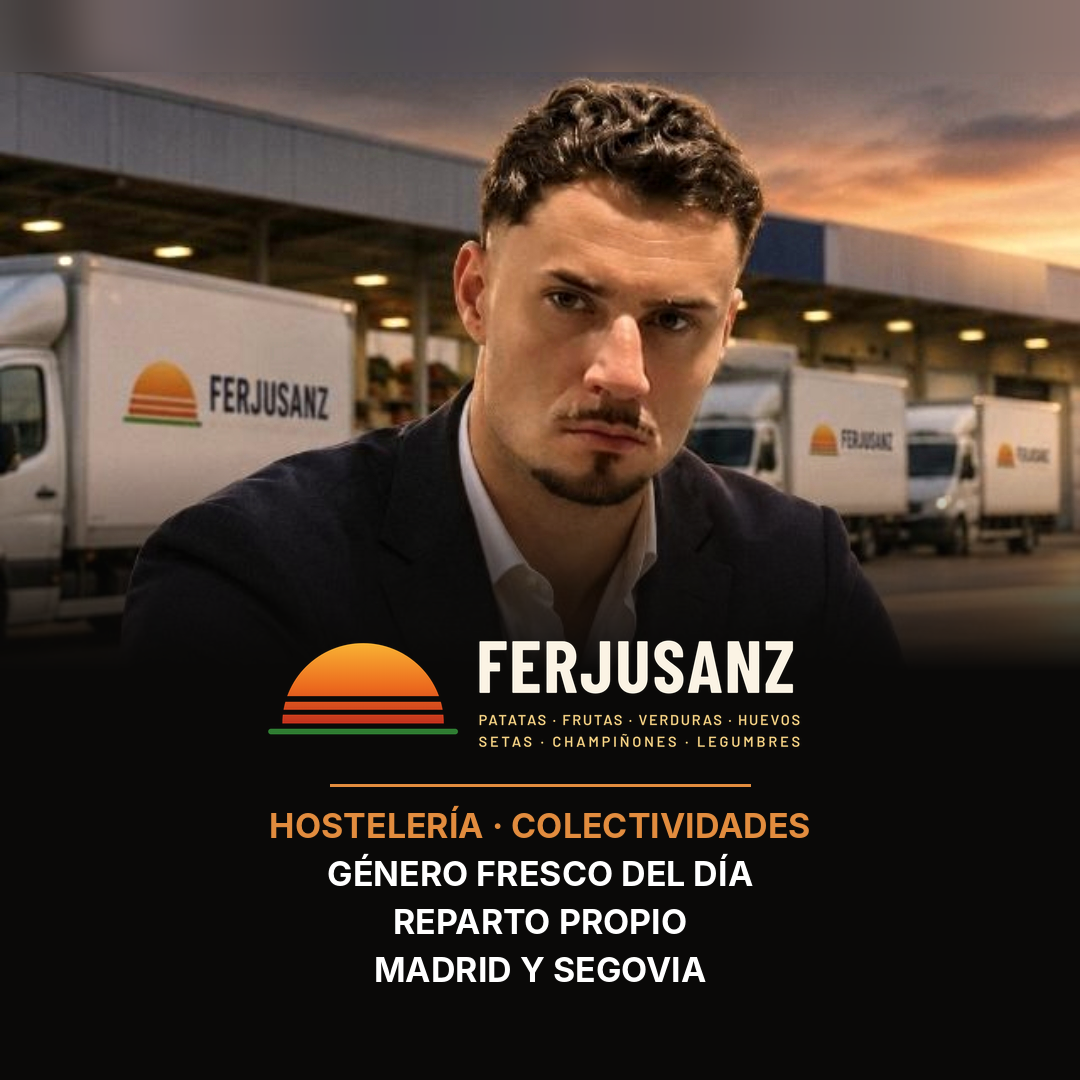 FERJUSANZ
FERJUSANZ
FERJUSANZ
FERJUSANZ
PATATAS · FRUTAS · VERDURAS · HUEVOS
SETAS · CHAMPIÑONES · LEGUMBRES
HOSTELERÍA · COLECTIVIDADES
GÉNERO FRESCO DEL DÍA
REPARTO PROPIO
MADRID Y SEGOVIA